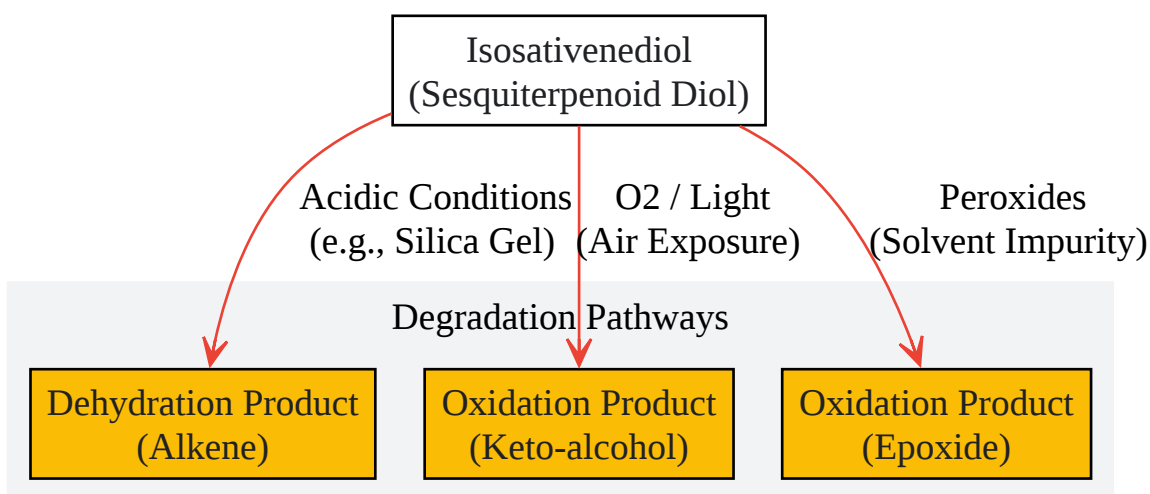 Isosativenediol
(Sesquiterpenoid Diol)
Acidic Conditions
(e.g., Silica Gel)
O2 / Light
(Air Exposure)
Peroxides
(Solvent Impurity)
Degradation Pathways
Dehydration Product
(Alkene)
Oxidation Product
(Keto-alcohol)
Oxidation Product
(Epoxide)